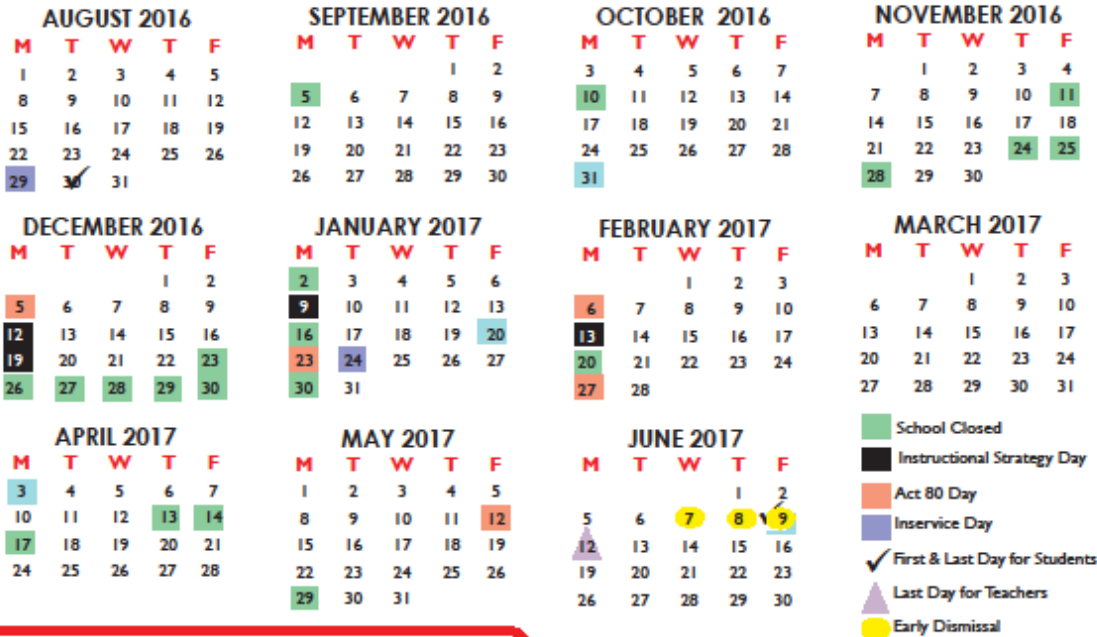 AUGUST 2016
M T W T F
1 2 3 4 5
8 9 10 11 12
15 16 17 18 19
22 23 24 25 26
29 30 31
SEPTEMBER 2016
M T W T F
1 2
5 6 7 8 9
12 13 14 15 16
19 20 21 22 23
26 27 28 29 30
OCTOBER 2016
M T W T F
3 4 5 6 7
10 11 12 13 14
17 18 19 20 21
24 25 26 27 28
31
NOVEMBER 2016
M T W T F
1 2 3 4
7 8 9 10 11
14 15 16 17 18
21 22 23 24 25
28 29 30
DECEMBER 2016
M T W T F
1 2
5 6 7 8 9
12 13 14 15 16
19 20 21 22 23
26 27 28 29 30
JANUARY 2017
M T W T F
2 3 4 5 6
9 10 11 12 13
16 17 18 19 20
23 24 25 26 27
30 31
FEBRUARY 2017
M T W T F
1 2 3
6 7 8 9 10
13 14 15 16 17
20 21 22 23 24
27 28
MARCH 2017
M T W T F
1 2 3
6 7 8 9 10
13 14 15 16 17
20 21 22 23 24
27 28 29 30 31
APRIL 2017
M T W T F
3 4 5 6 7
10 11 12 13 14
17 18 19 20 21
24 25 26 27 28
MAY 2017
M T W T F
1 2 3 4 5
8 9 10 11 12
15 16 17 18 19
22 23 24 25 26
29 30 31
JUNE 2017
M T W T F
1 2
5 6 7 8 9
12 13 14 15 16
19 20 21 22 23
26 27 28 29 30
School Closed
Instructional Strategy Day
Act 80 Day
Inservice Day
First & Last Day for Students
Last Day for Teachers
Early Dismissal